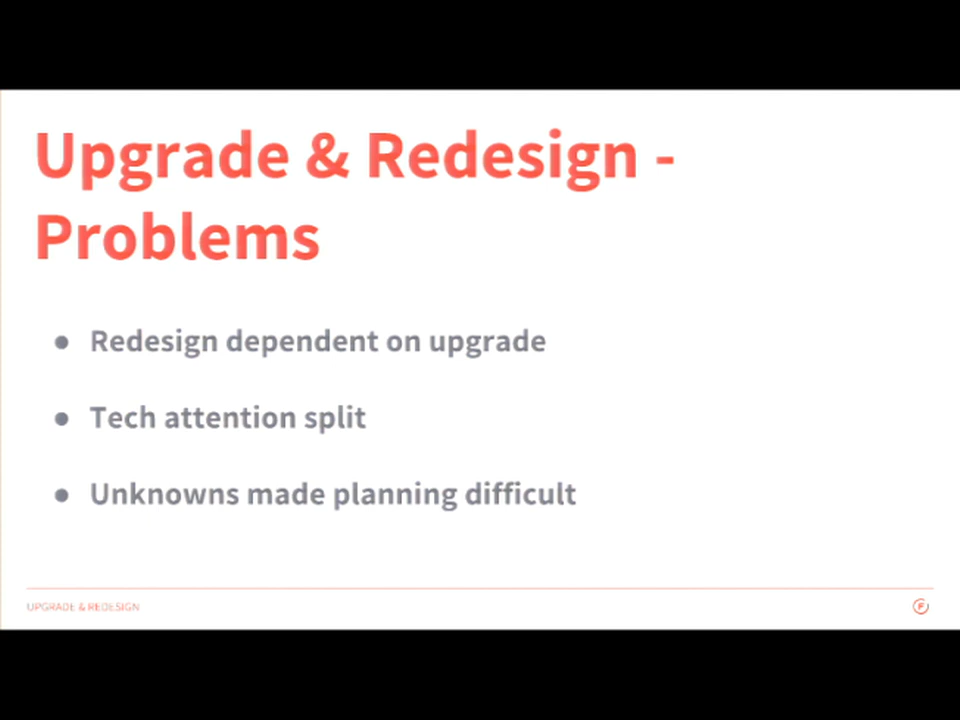 Upgrade & Redesign -
Problems
● Redesign dependent on upgrade
● Tech attention split
● Unknowns made planning difficult
UPGRADE & REDESIGN
F